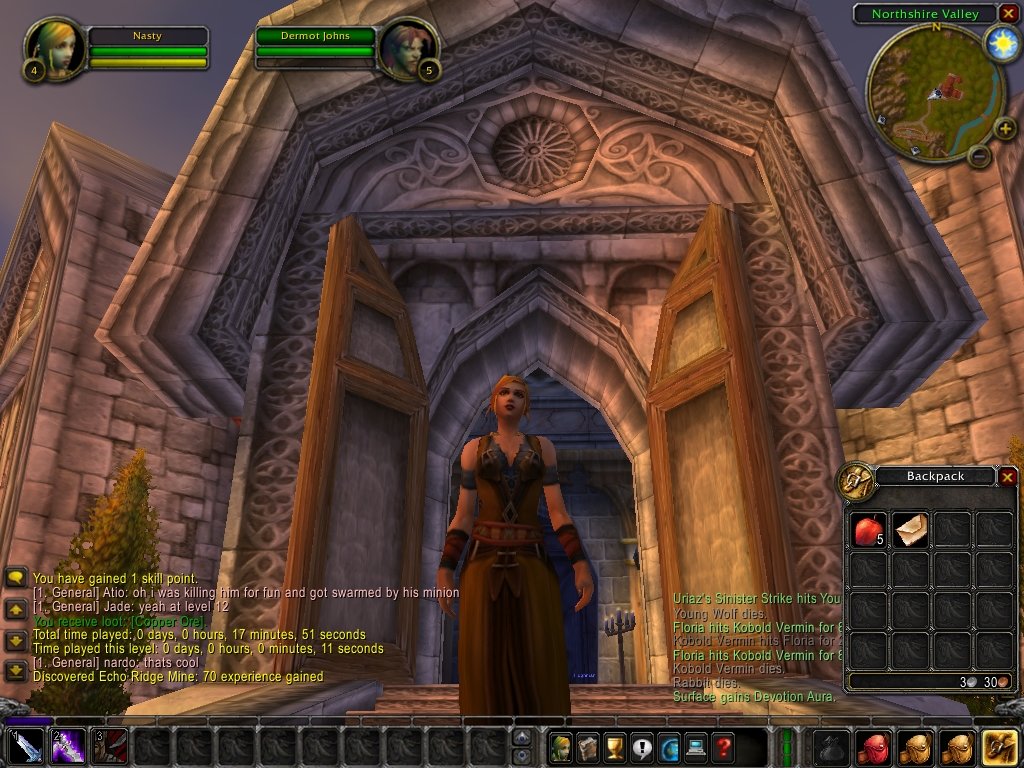 Nasty
4
Dermot Johns
5
Northshire Valley
N
Backpack
5
You have gained 1 skill point.
[1. General] Atio: oh i was killing him for fun and got swarmed by his minion
[1. General] Jade: yeah at level 12
You receive loot: [Copper Ore].
Total time played: 0 days, 0 hours, 17 minutes, 51 seconds
Time played this level: 0 days, 0 hours, 0 minutes, 11 seconds
[1. General] nardo: thats cool
Discovered Echo Ridge Mine: 70 experience gained
Uriaz's Sinister Strike hits You
Young Wolf dies.
Floria hits Kobold Vermin for 8
Kobold Vermin hits Floria for
Floria hits Kobold Vermin for 8
Kobold Vermin dies.
Rabbit dies.
Surface gains Devotion Aura.
3 30
1 2 3